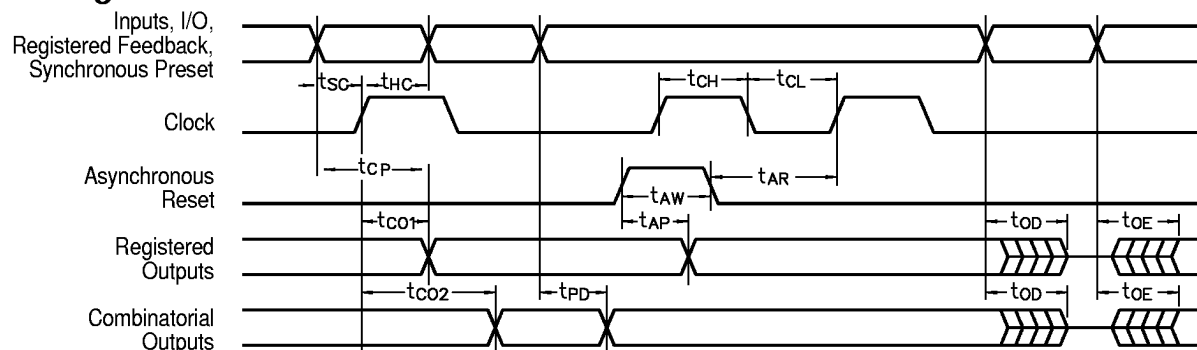 Inputs, I/O,
Registered Feedback,
Synchronous Preset
tSC tHC tCH tCL
Clock
tCP
Asynchronous
Reset
tAR
tAW
tCO1 tAP tOD tOE
Registered
Outputs
tCO2 tPD tOD tOE
Combinatorial
Outputs